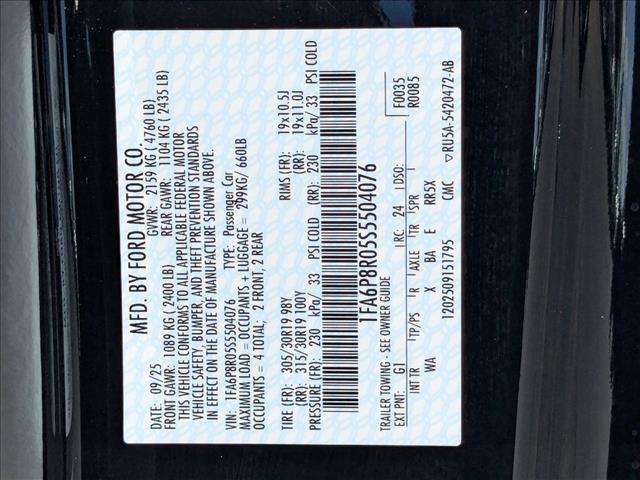 MFD. BY FORD MOTOR CO.
DATE: 09/25 GVWR: 2159 KG ( 4760 LB)
FRONT GAWR: 1089 KG ( 2400 LB) REAR GAWR: 1104 KG ( 2435 LB)
THIS VEHICLE CONFORMS TO ALL APPLICABLE FEDERAL MOTOR
VEHICLE SAFETY, BUMPER, AND THEFT PREVENTION STANDARDS
IN EFFECT ON THE DATE OF MANUFACTURE SHOWN ABOVE.
VIN: 1FA6P8R05S5504076 TYPE: Passenger Car
MAXIMUM LOAD = OCCUPANTS + LUGGAGE = 299KG/ 660LB
OCCUPANTS = 4 TOTAL; 2 FRONT, 2 REAR
TIRE (FR): 305/30R19 98Y RIMS (FR): 19x10.5J
(RR): 315/30R19 100Y (RR): 19x11.0J
PRESSURE (FR): 230 kPa/ 33 PSI COLD (RR): 230 kPa/ 33 PSI COLD
1FA6P8R05S5504076
TRAILER TOWING - SEE OWNER GUIDE F0035
EXT PNT: G1 RC: 24 DSO: R0085
INT TR TP/PS R AXLE TR SPR
WA X BA E RR5X
CMC ▽RU5A-5420472-AB
1202509151795